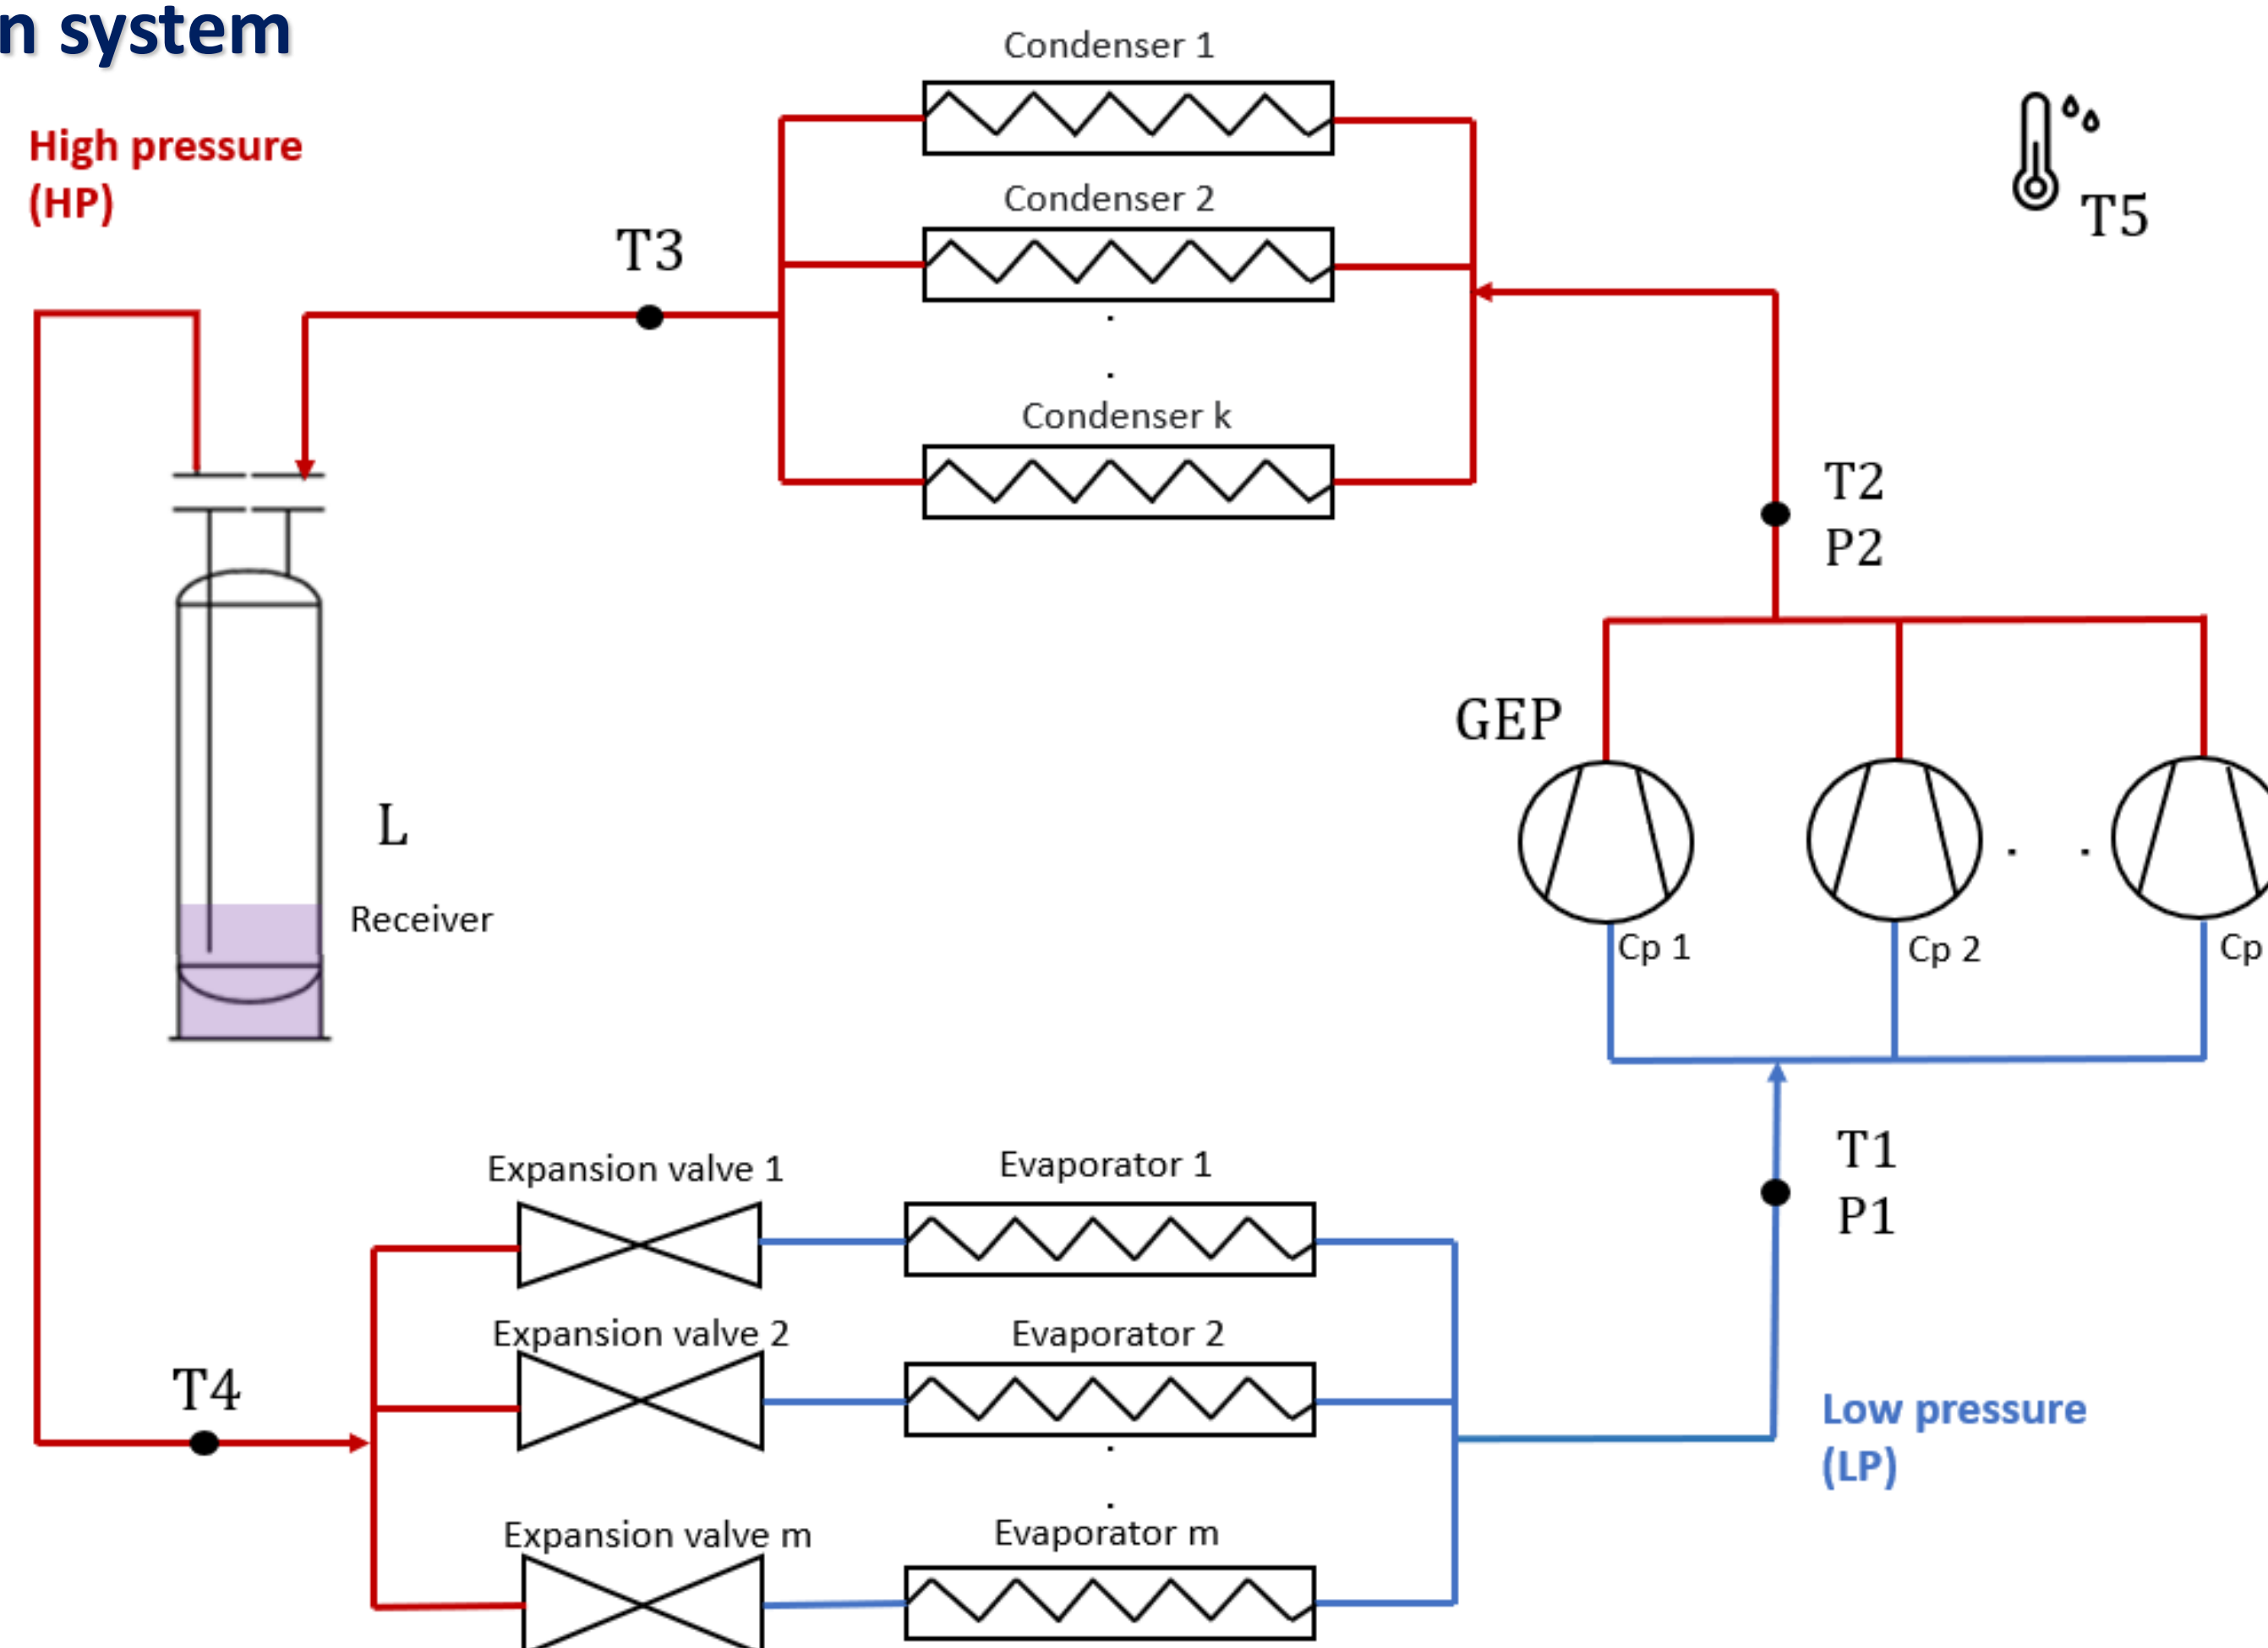 n system
High pressure
(HP)
Condenser 1
Condenser 2
Condenser k
T3
T5
T2
P2
GEP
L
Receiver
Cp 1
Cp 2
Cp
T1
P1
Expansion valve 1
Evaporator 1
Expansion valve 2
Evaporator 2
T4
Low pressure
(LP)
Expansion valve m
Evaporator m